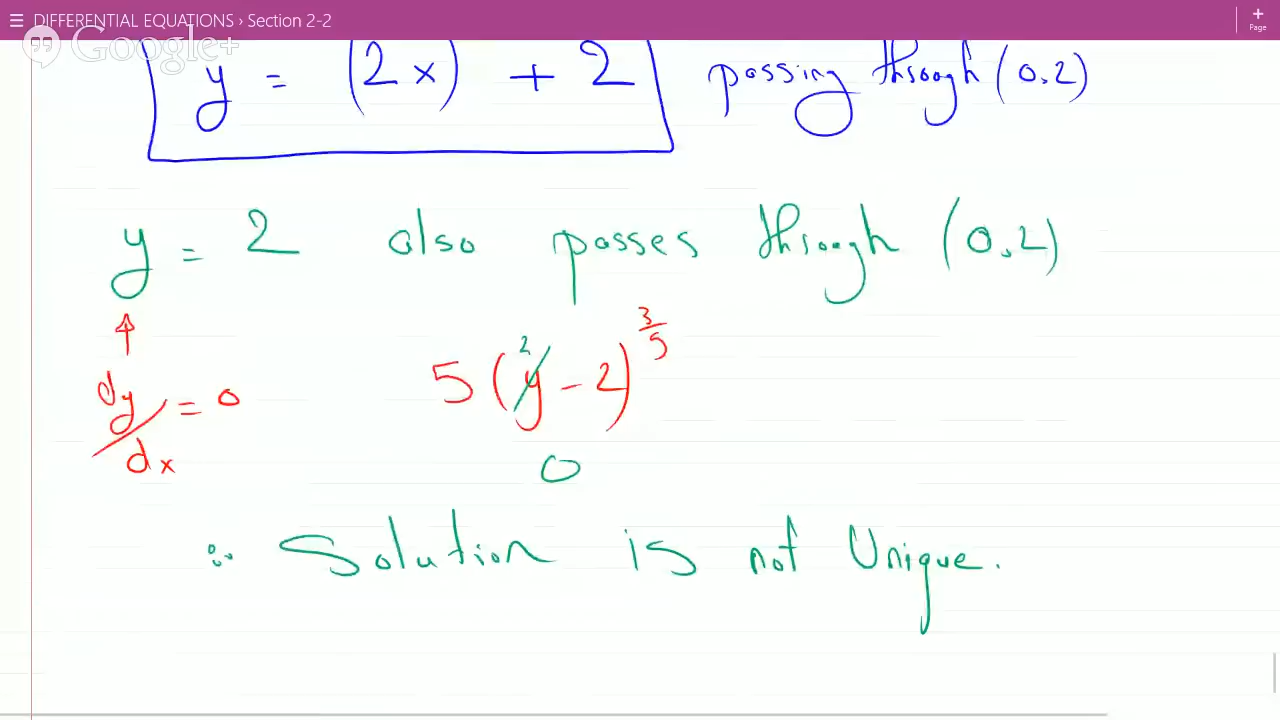 DIFFERENTIAL EQUATIONS › Section 2-2
+ Page
Google+
y = (2x) + 2 passing through (0,2)
y = 2 also passes through (0,2)
dy/dx = 0
5(y - 2)^3/5
2
0
∴ Solution is not Unique.